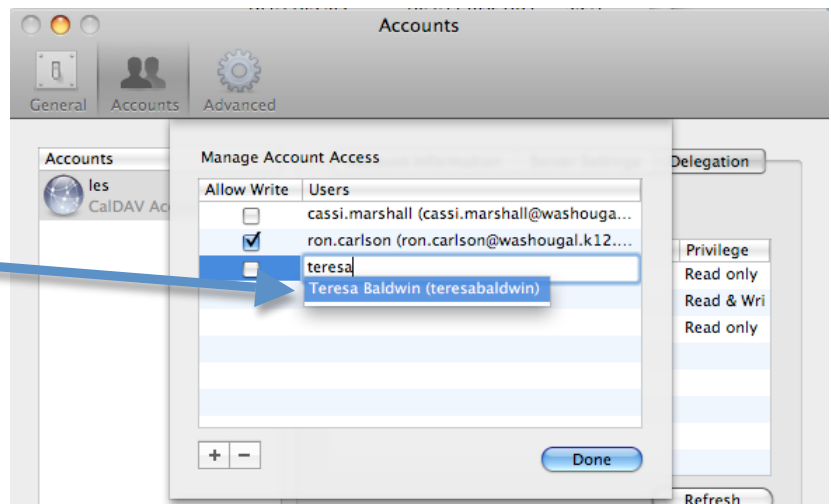 Accounts
General Accounts Advanced
Accounts
les
CalDAV Ac
Manage Account Access
Delegation
Allow Write Users
cassi.marshall (cassi.marshall@washouga...
ron.carlson (ron.carlson@washougal.k12....
teresa
Teresa Baldwin (teresabaldwin)
Privilege
Read only
Read & Wri
Read only
+ −
Done
Refresh